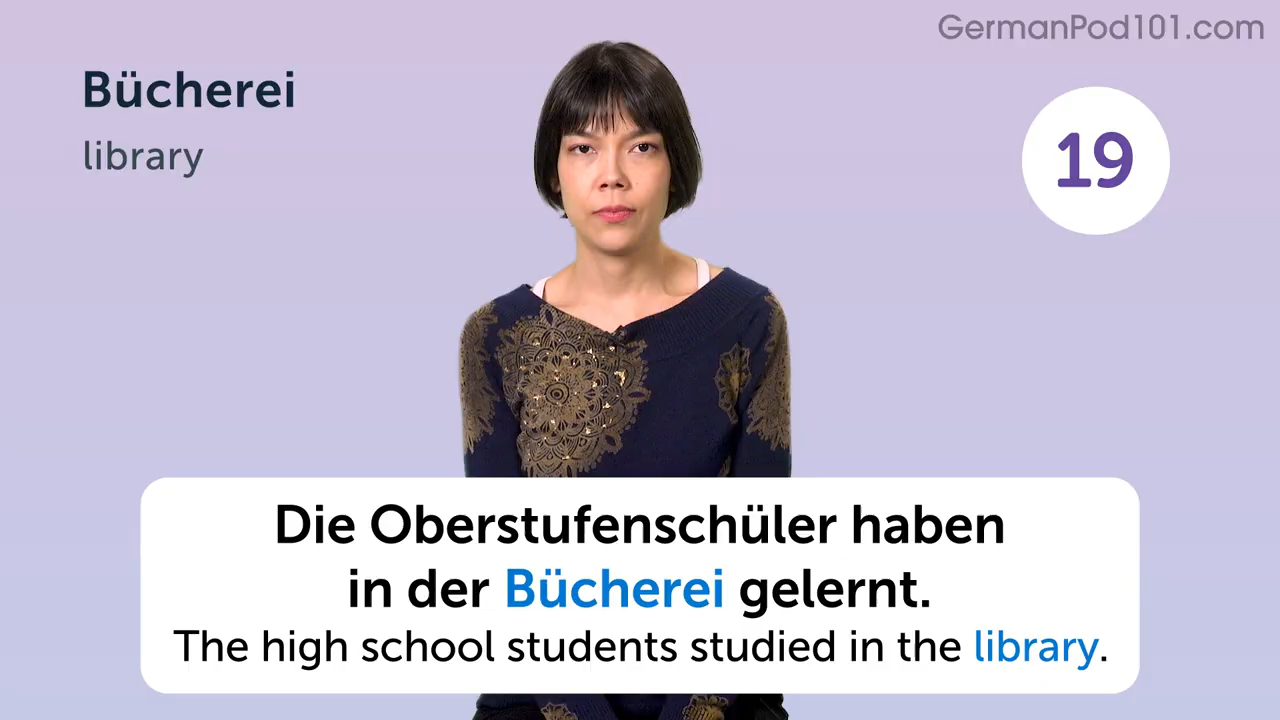 GermanPod101.com
Bücherei
library
19
Die Oberstufenschüler haben
in der Bücherei gelernt.
The high school students studied in the library.